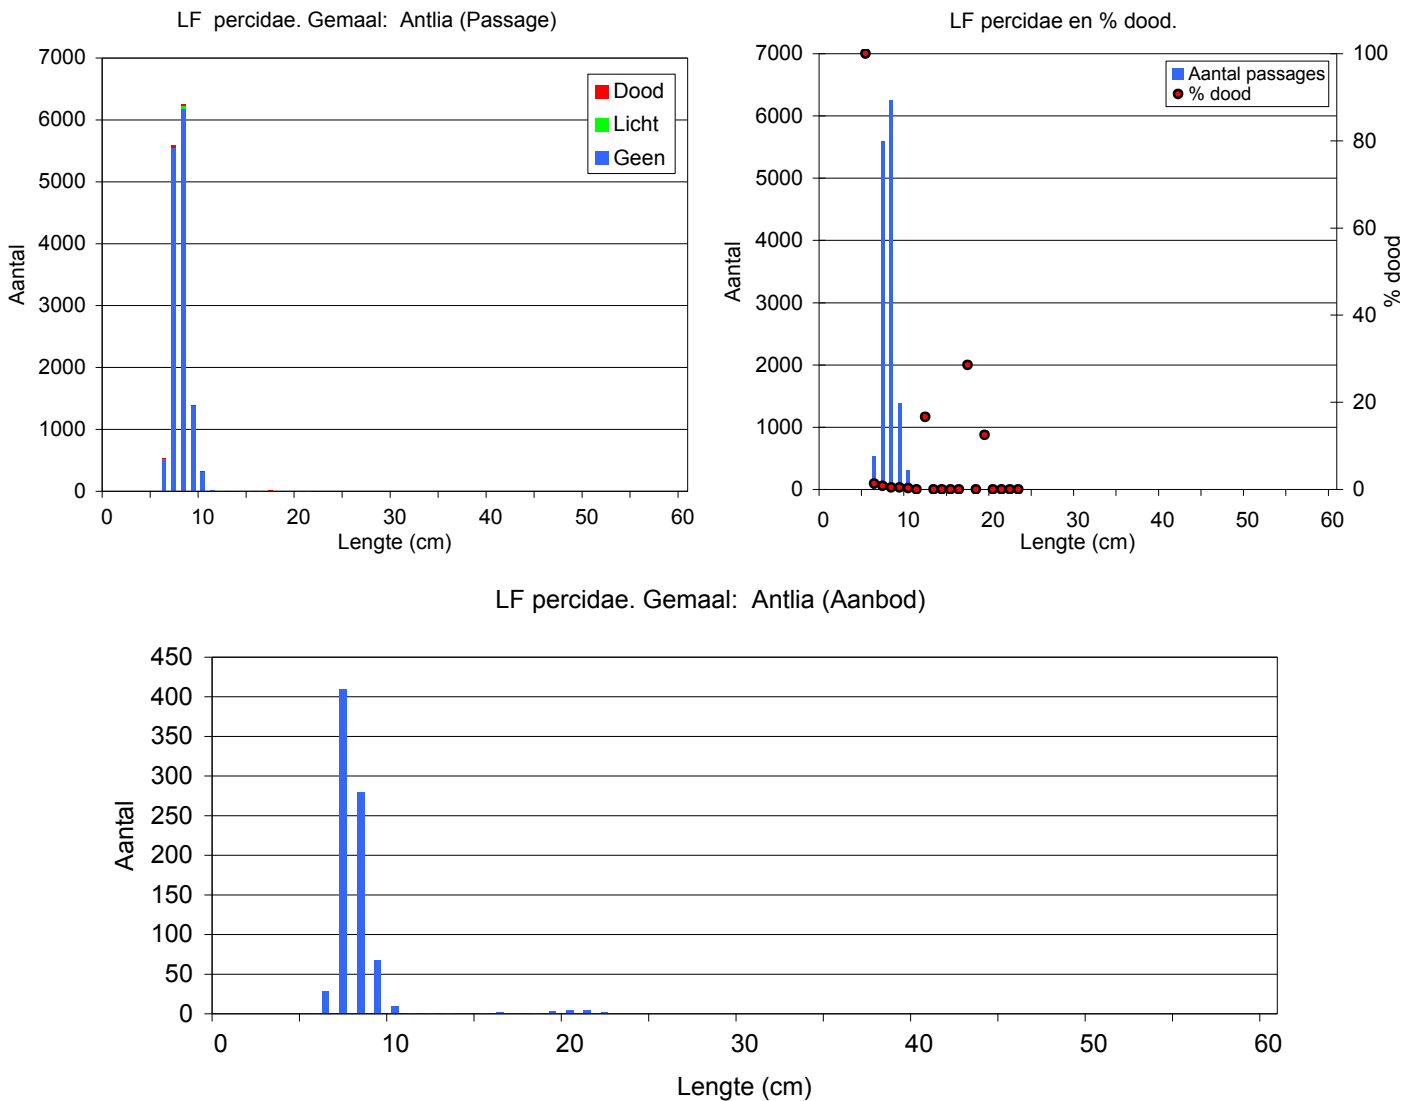 LF percidae. Gemaal: Antlia (Passage)
7000
6000
5000
4000
3000
2000
1000
0
Aantal
Dood
Licht
Geen
0 10 20 30 40 50 60
Lengte (cm)
LF percidae en % dood.
7000
6000
5000
4000
3000
2000
1000
0
Aantal
Aantal passages
% dood
100
80
60
40
20
0
% dood
0 10 20 30 40 50 60
Lengte (cm)
LF percidae. Gemaal: Antlia (Aanbod)
450
400
350
300
250
200
150
100
50
0
Aantal
0 10 20 30 40 50 60
Lengte (cm)